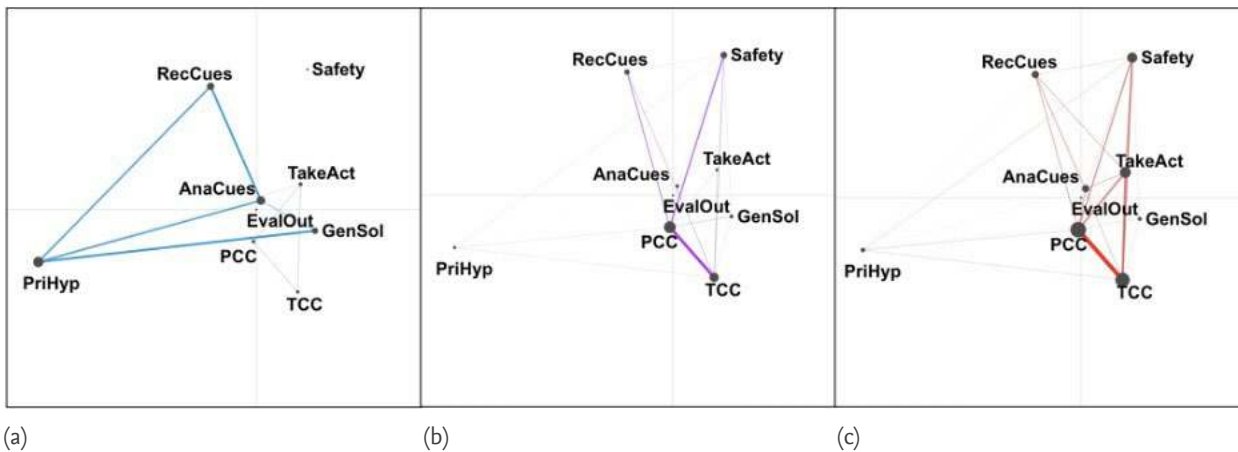 RecCues
Safety
TakeAct
AnaCues
EvalOut
GenSol
PCC
PriHyp
TCC
RecCues
Safety
TakeAct
AnaCues
EvalOut
GenSol
PCC
PriHyp
TCC
RecCues
Safety
TakeAct
AnaCues
EvalOut
GenSol
PCC
PriHyp
TCC
(a)
(b)
(c)